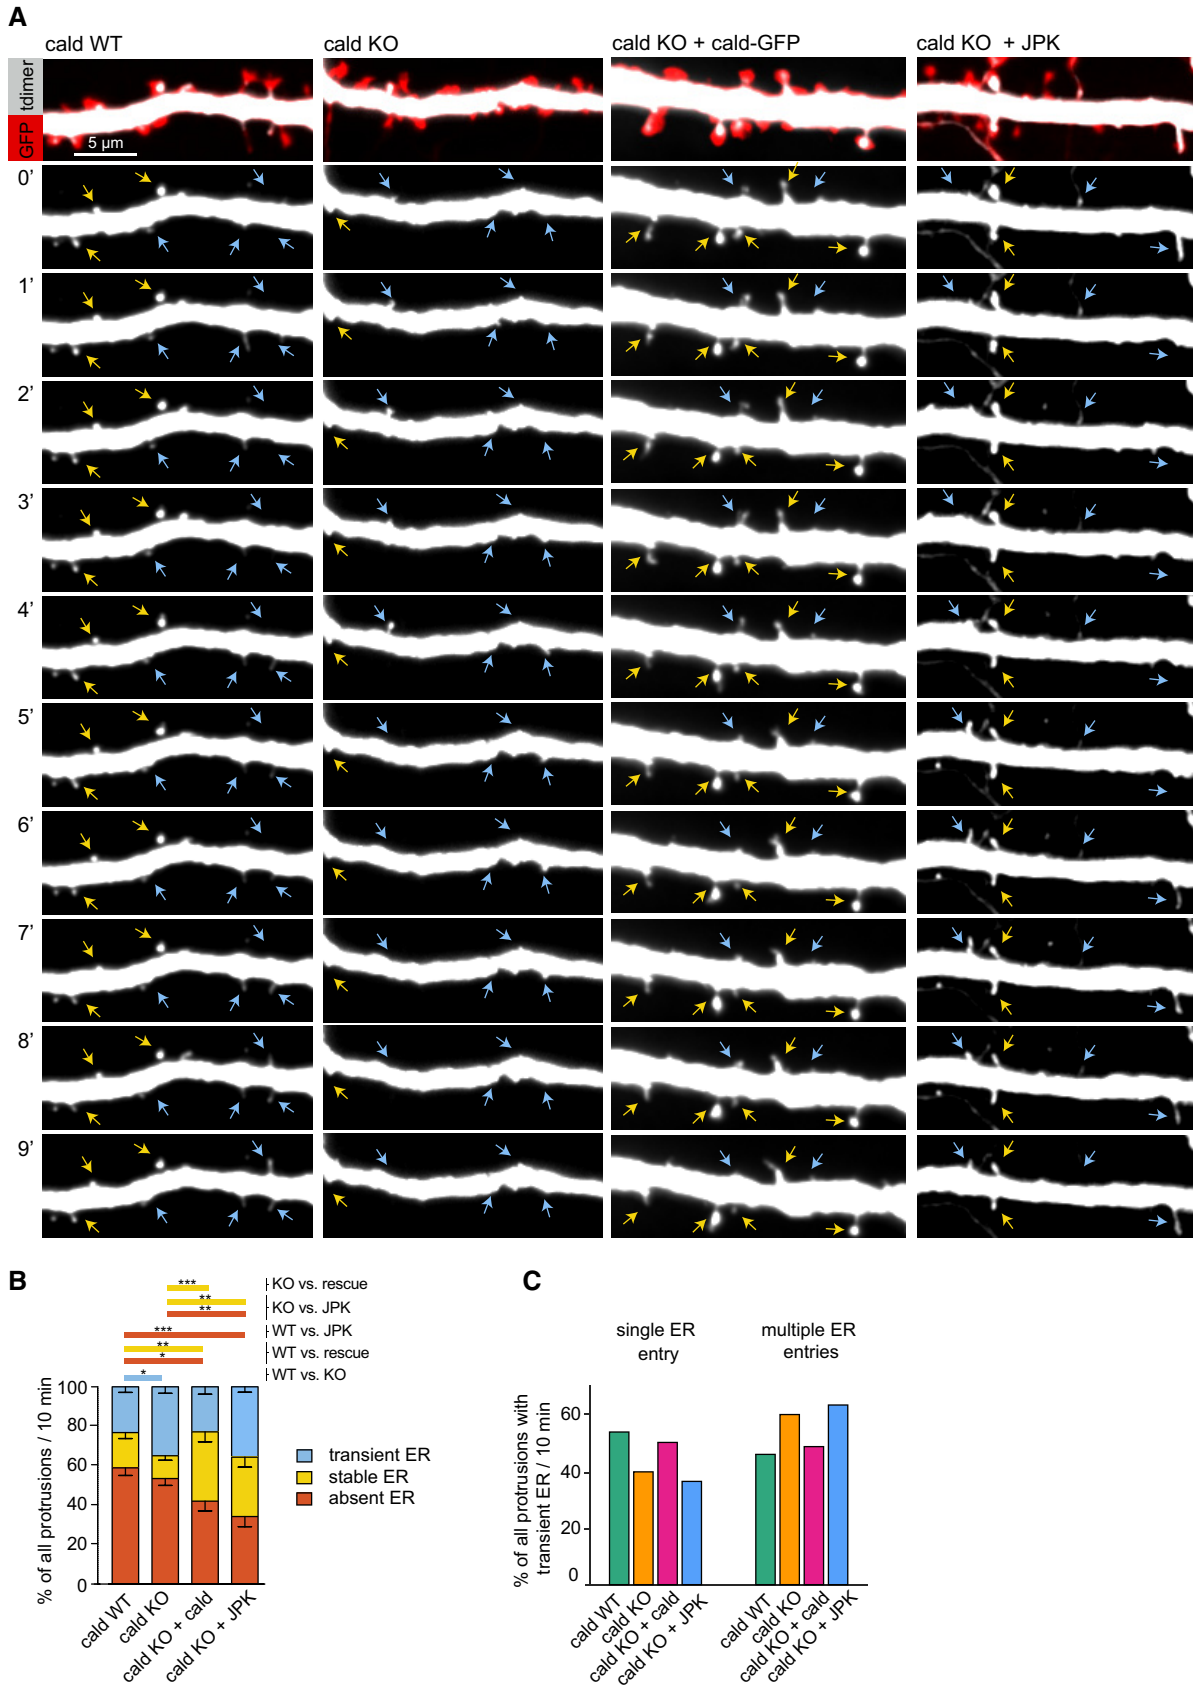 A
cald WT
cald KO
cald KO + cald-GFP
cald KO + JPK
tdimer
GFP
5 µm
0’
1’
2’
3’
4’
5’
6’
7’
8’
9’
B
***
KO vs. rescue
**
**
KO vs. JPK
***
WT vs. JPK
**
*
WT vs. rescue
*
WT vs. KO
% of all protrusions / 10 min
100
80
60
40
20
0
transient ER
stable ER
absent ER
cald WT
cald KO
cald KO + cald
cald KO + JPK
C
single ER
entry
multiple ER
entries
% of all protrusions with
transient ER / 10 min
60
40
20
0
cald WT
cald KO
cald KO + cald
cald KO + JPK
cald WT
cald KO
cald KO + cald
cald KO + JPK